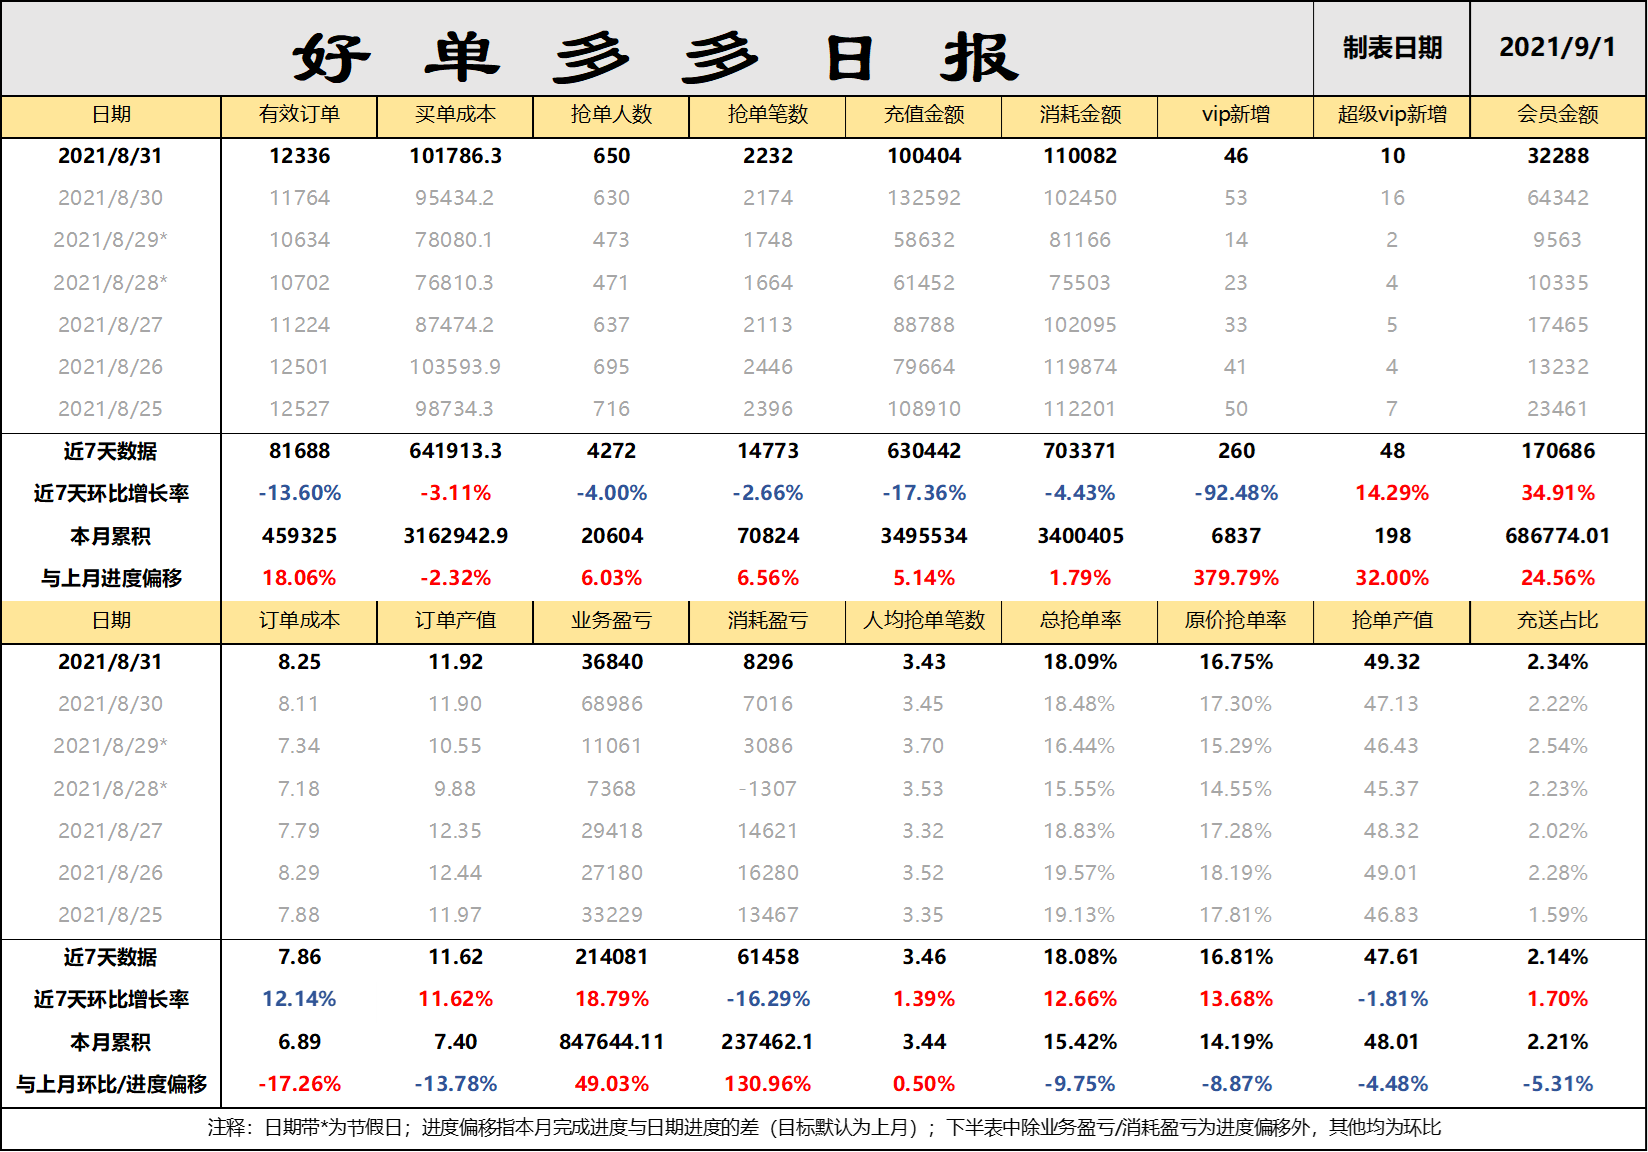 好单多多日报 制表日期 2021/9/1
日期 有效订单 买单成本 抢单人数 抢单笔数 充值金额 消耗金额 vip新增 超级vip新增 会员金额
2021/8/31 12336 101786.3 650 2232 100404 110082 46 10 32288
2021/8/30 11764 95434.2 630 2174 132592 102450 53 16 64342
2021/8/29* 10634 78080.1 473 1748 58632 81166 14 2 9563
2021/8/28* 10702 76810.3 471 1664 61452 75503 23 4 10335
2021/8/27 11224 87474.2 637 2113 88788 102095 33 5 17465
2021/8/26 12501 103593.9 695 2446 79664 119874 41 4 13232
2021/8/25 12527 98734.3 716 2396 108910 112201 50 7 23461
近7天数据 81688 641913.3 4272 14773 630442 703371 260 48 170686
近7天环比增长率 -13.60% -3.11% -4.00% -2.66% -17.36% -4.43% -92.48% 14.29% 34.91%
本月累积 459325 3162942.9 20604 70824 3495534 3400405 6837 198 686774.01
与上月进度偏移 18.06% -2.32% 6.03% 6.56% 5.14% 1.79% 379.79% 32.00% 24.56%
日期 订单成本 订单产值 业务盈亏 消耗盈亏 人均抢单笔数 总抢单率 原价抢单率 抢单产值 充送占比
2021/8/31 8.25 11.92 36840 8296 3.43 18.09% 16.75% 49.32 2.34%
2021/8/30 8.11 11.90 68986 7016 3.45 18.48% 17.30% 47.13 2.22%
2021/8/29* 7.34 10.55 11061 3086 3.70 16.44% 15.29% 46.43 2.54%
2021/8/28* 7.18 9.88 7368 -1307 3.53 15.55% 14.55% 45.37 2.23%
2021/8/27 7.79 12.35 29418 14621 3.32 18.83% 17.28% 48.32 2.02%
2021/8/26 8.29 12.44 27180 16280 3.52 19.57% 18.19% 49.01 2.28%
2021/8/25 7.88 11.97 33229 13467 3.35 19.13% 17.81% 46.83 1.59%
近7天数据 7.86 11.62 214081 61458 3.46 18.08% 16.81% 47.61 2.14%
近7天环比增长率 12.14% 11.62% 18.79% -16.29% 1.39% 12.66% 13.68% -1.81% 1.70%
本月累积 6.89 7.40 847644.11 237462.1 3.44 15.42% 14.19% 48.01 2.21%
与上月环比/进度偏移 -17.26% -13.78% 49.03% 130.96% 0.50% -9.75% -8.87% -4.48% -5.31%
注释：日期带*为节假日；进度偏移指本月完成进度与日期进度的差（目标默认为上月）；下半表中除业务盈亏/消耗盈亏为进度偏移外，其他均为环比